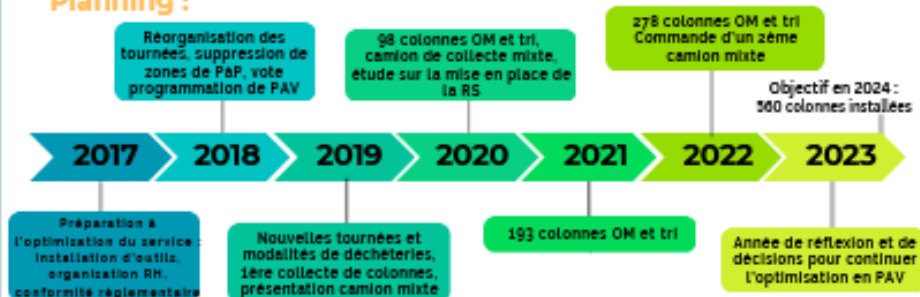 Planning :
Réorganisation des
tournées, suppression de
zones de PàP, vote
programmation de PAV
98 colonnes OM et tri,
camion de collecte mixte,
étude sur la mise en place de
la RS
278 colonnes OM et tri
Commande d'un 2ème
camion mixte
Objectif en 2024 :
360 colonnes installées
2017 2018 2019 2020 2021 2022 2023
Préparation à
l'optimisation du service :
installation d'outils,
organisation RH,
conformité réglementaire
Nouvelles tournées et
modalités de déchèteries,
1ère collecte de colonnes,
présentation camion mixte
193 colonnes OM et tri
Année de réflexion et de
décisions pour continuer
l'optimisation en PAV